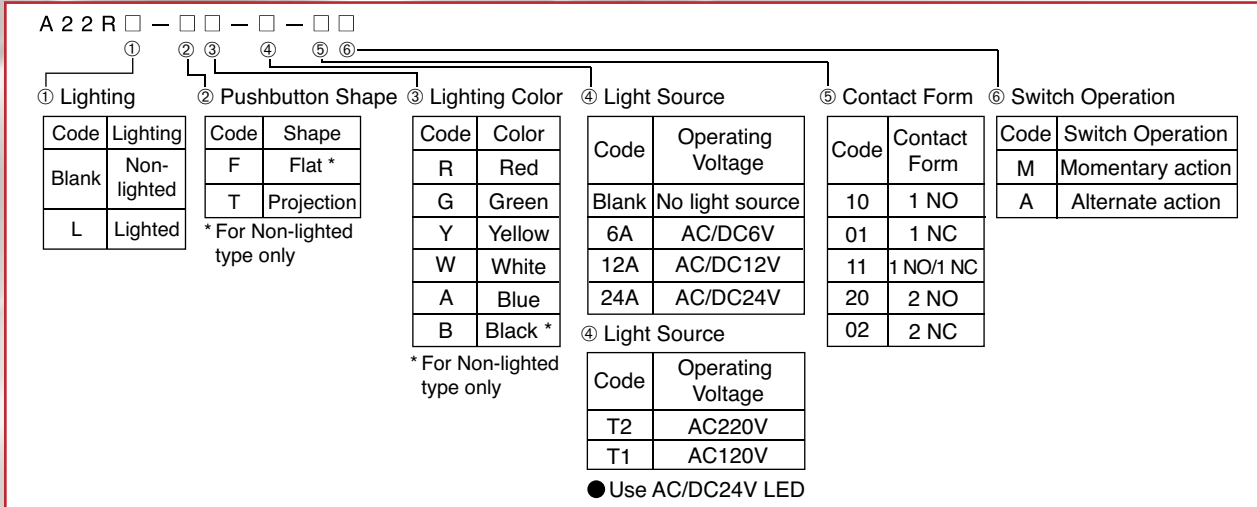 A22R□ – □□ – □ – □□
① ② ③ ④ ⑤ ⑥
① Lighting
Code Lighting
Blank Non-lighted
L Lighted
② Pushbutton Shape
Code Shape
F Flat *
T Projection
* For Non-lighted
type only
③ Lighting Color
Code Color
R Red
G Green
Y Yellow
W White
A Blue
B Black *
* For Non-lighted
type only
④ Light Source
Code Operating Voltage
Blank No light source
6A AC/DC6V
12A AC/DC12V
24A AC/DC24V
④ Light Source
Code Operating Voltage
T2 AC220V
T1 AC120V
● Use AC/DC24V LED
⑤ Contact Form
Code Contact Form
10 1 NO
01 1 NC
11 1 NO/1 NC
20 2 NO
02 2 NC
⑥ Switch Operation
Code Switch Operation
M Momentary action
A Alternate action